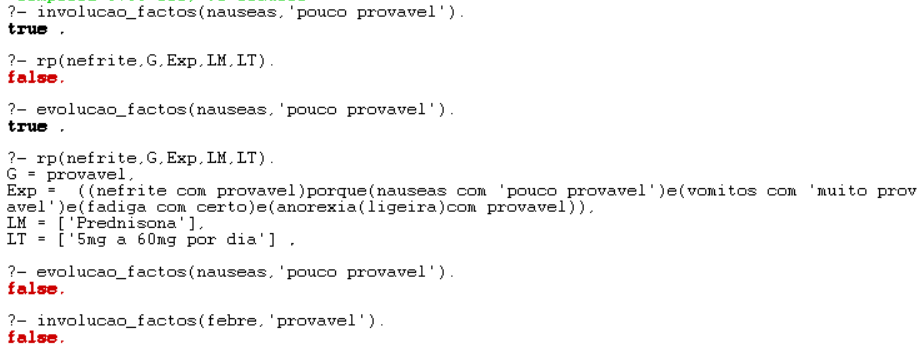 ?- involucao_factos(nauseas,'pouco provavel').
true .
?- rp(nefrite,G,Exp,LM,LT).
false.
?- evolucao_factos(nauseas,'pouco provavel').
true .
?- rp(nefrite,G,Exp,LM,LT).
G = provavel,
Exp = ((nefrite com provavel)porque(nauseas com 'pouco provavel')e(vomitos com 'muito prov
avel')e(fadiga com certo)e(anorexia(ligeira)com provavel)),
LM = ['Prednisona'],
LT = ['5mg a 60mg por dia'] ,
?- evolucao_factos(nauseas,'pouco provavel').
false.
?- involucao_factos(febre,'provavel').
false.